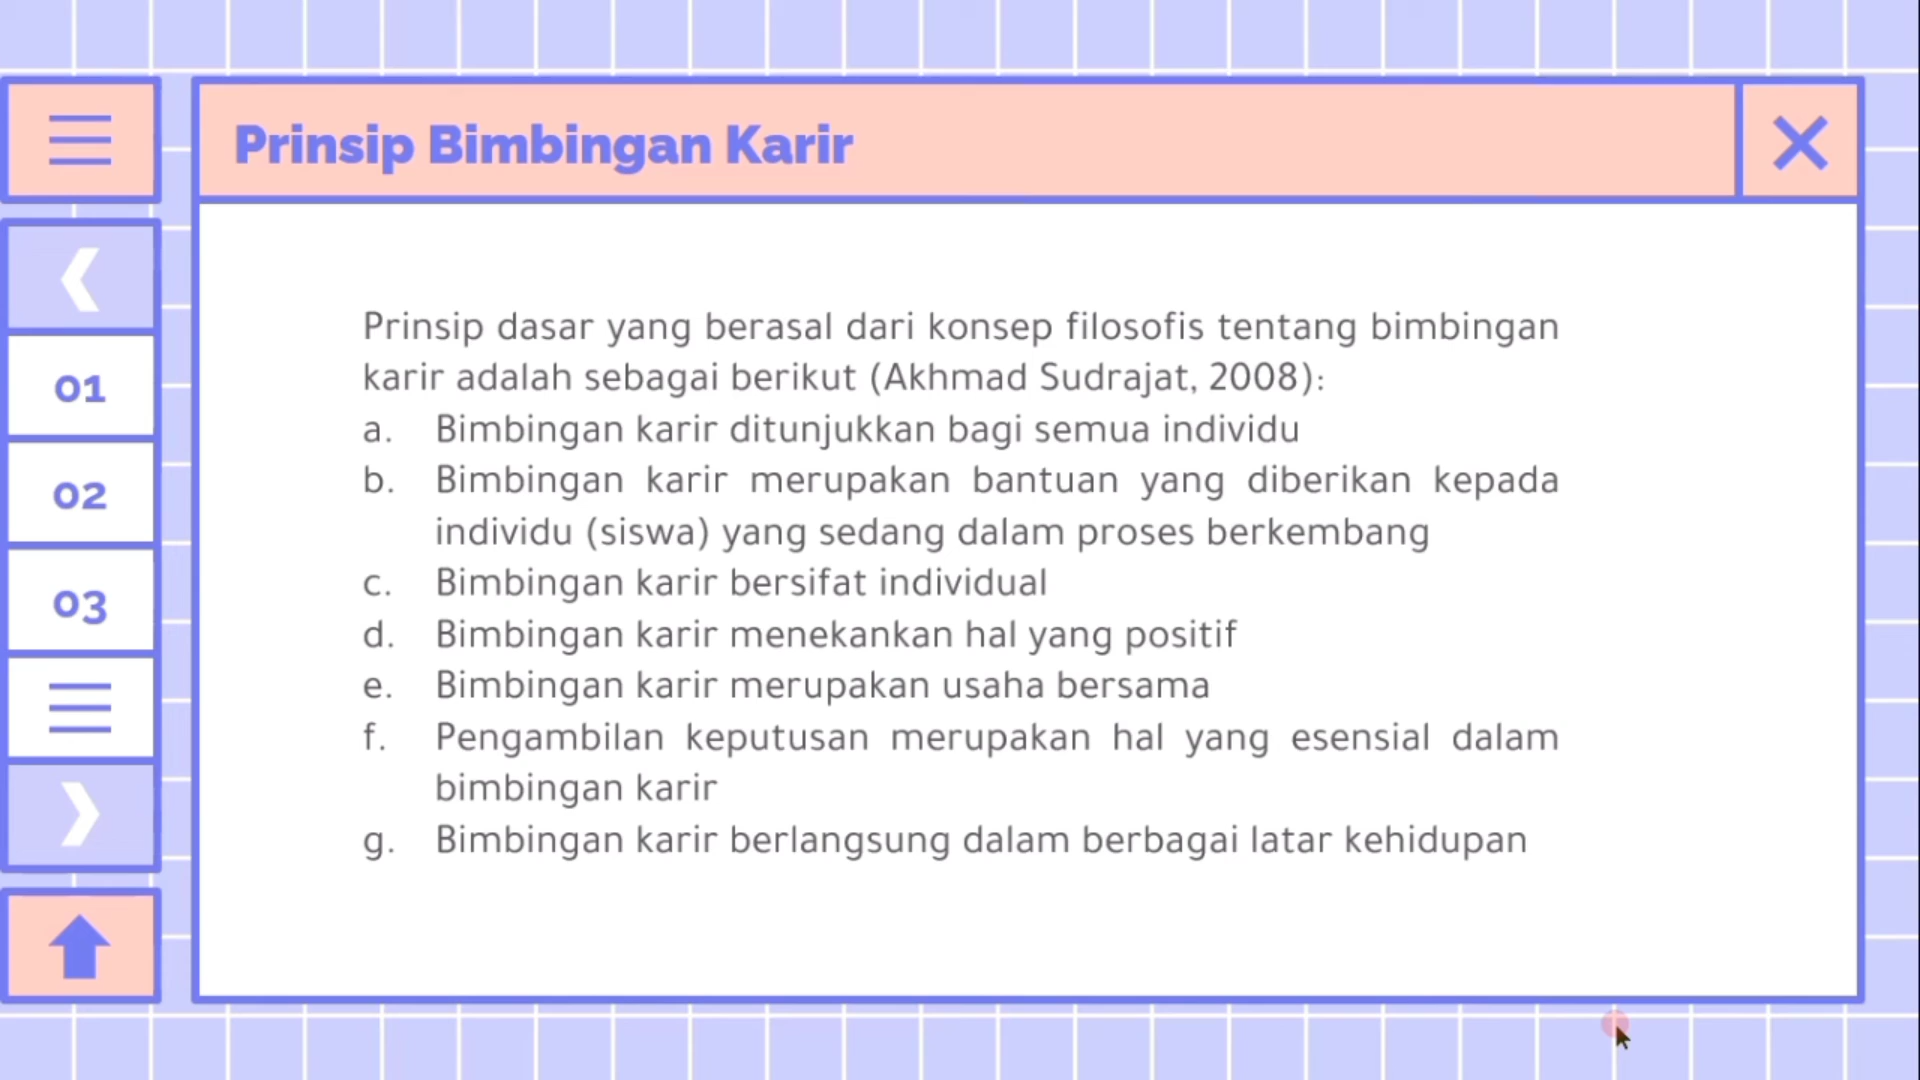 Prinsip Bimbingan Karir
01
02
03
Prinsip dasar yang berasal dari konsep filosofis tentang bimbingan
karir adalah sebagai berikut (Akhmad Sudrajat, 2008):
a. Bimbingan karir ditunjukkan bagi semua individu
b. Bimbingan karir merupakan bantuan yang diberikan kepada
individu (siswa) yang sedang dalam proses berkembang
c. Bimbingan karir bersifat individual
d. Bimbingan karir menekankan hal yang positif
e. Bimbingan karir merupakan usaha bersama
f. Pengambilan keputusan merupakan hal yang esensial dalam
bimbingan karir
g. Bimbingan karir berlangsung dalam berbagai latar kehidupan